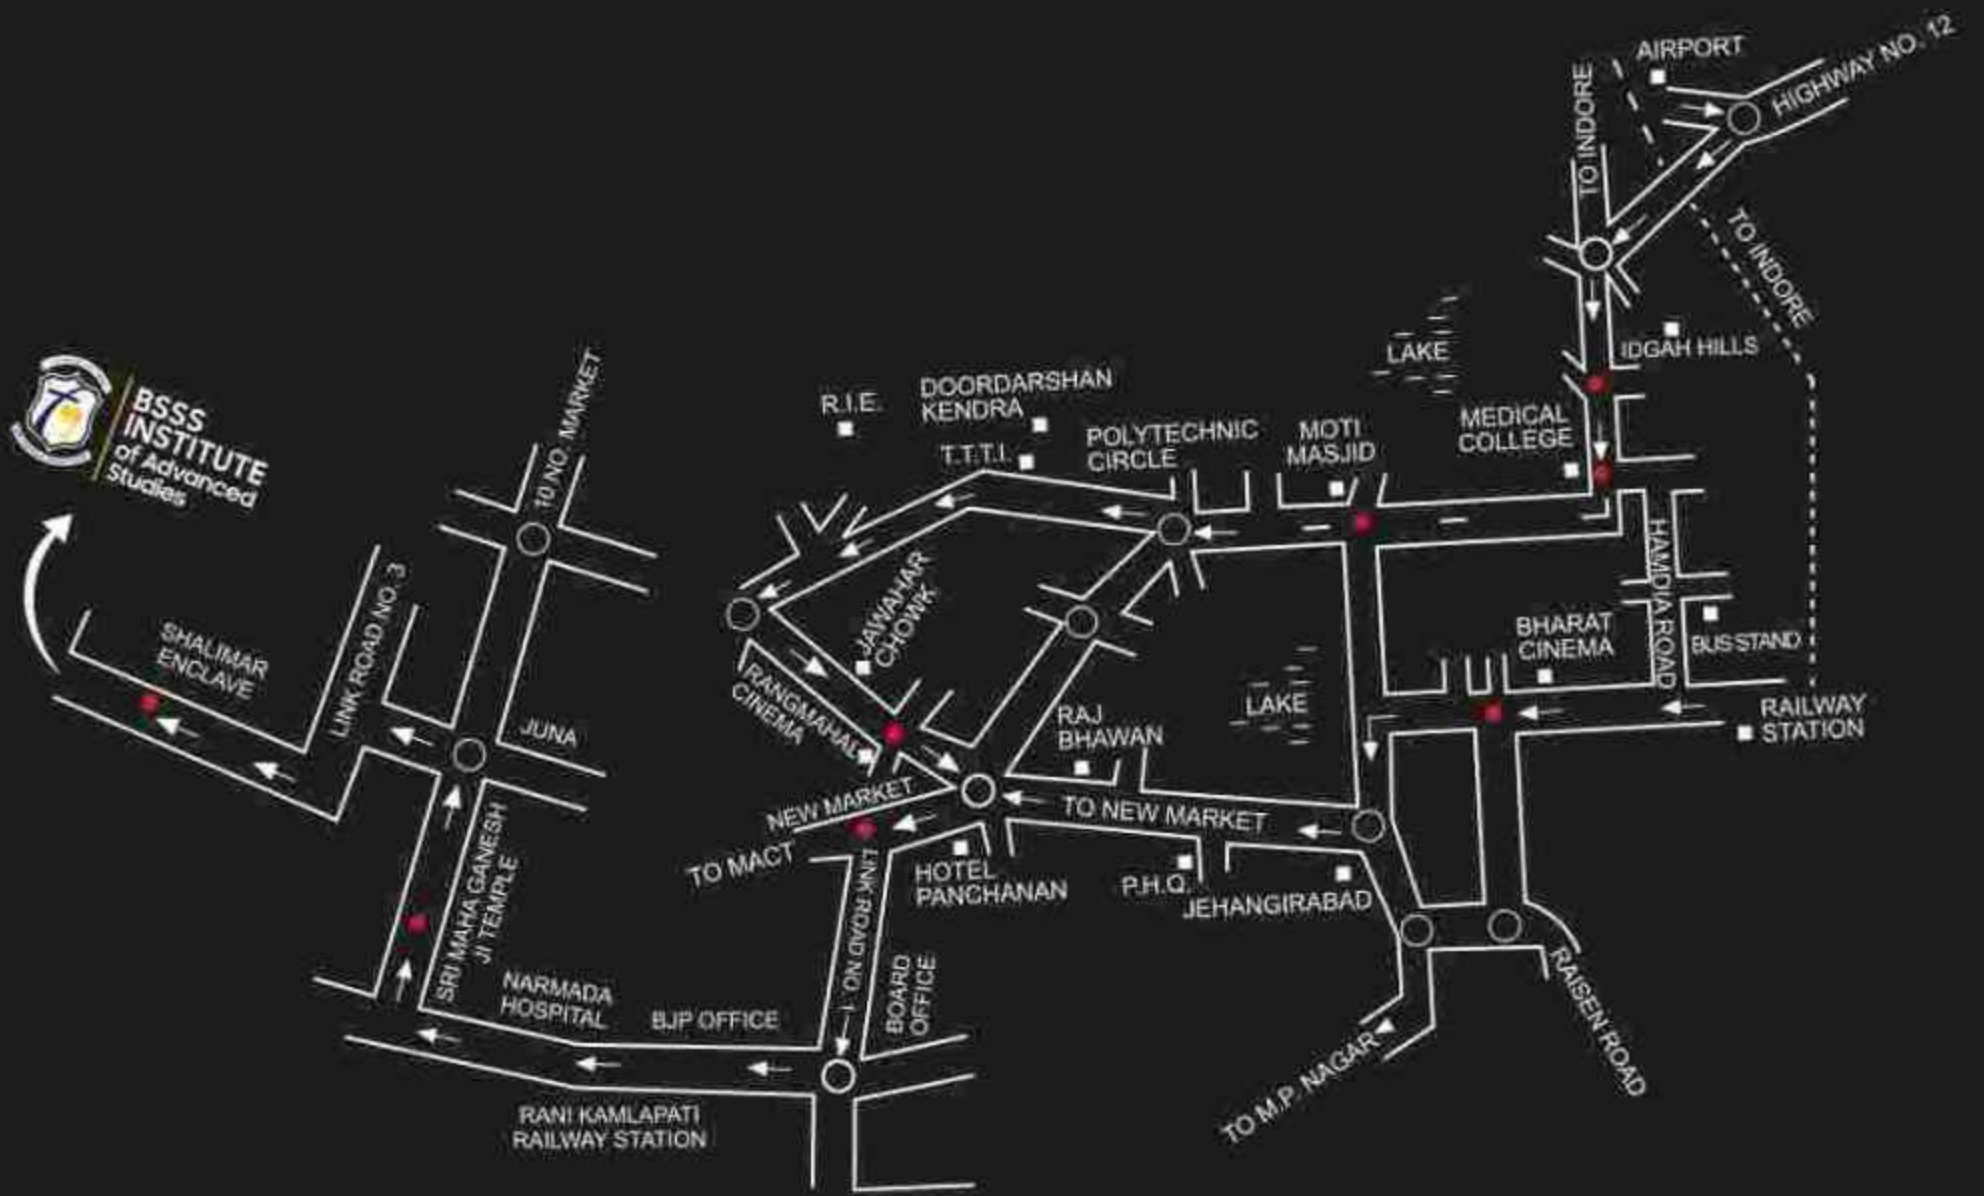 AIRPORT
HIGHWAY NO. 12
TO INDORE
TO INDORE
IDGAH HILLS
LAKE
MEDICAL
COLLEGE
MOTI
MASJID
POLYTECHNIC
CIRCLE
DOORDARSHAN
KENDRA
T.T.T.I.
R.I.E.
BSSS
INSTITUTE
of Advanced
Studies
10 NO. MARKET
LINK ROAD NO. 3
SHALIMAR
ENCLAVE
JUNA
JAWAHAR
CHOWK
RANGMAHAL
CINEMA
HAMDIA ROAD
BUS STAND
BHARAT
CINEMA
RAILWAY
STATION
LAKE
RAJ
BHAWAN
NEW MARKET
TO NEW MARKET
TO MACT
HOTEL
PANCHANAN
P.H.Q.
JEHANGIRABAD
LINK ROAD NO. 1
BOARD
OFFICE
SRI MAHA GANESH
JI TEMPLE
NARMADA
HOSPITAL
BJP OFFICE
RANI KAMLAPATI
RAILWAY STATION
TO M.P. NAGAR
RAISEN ROAD